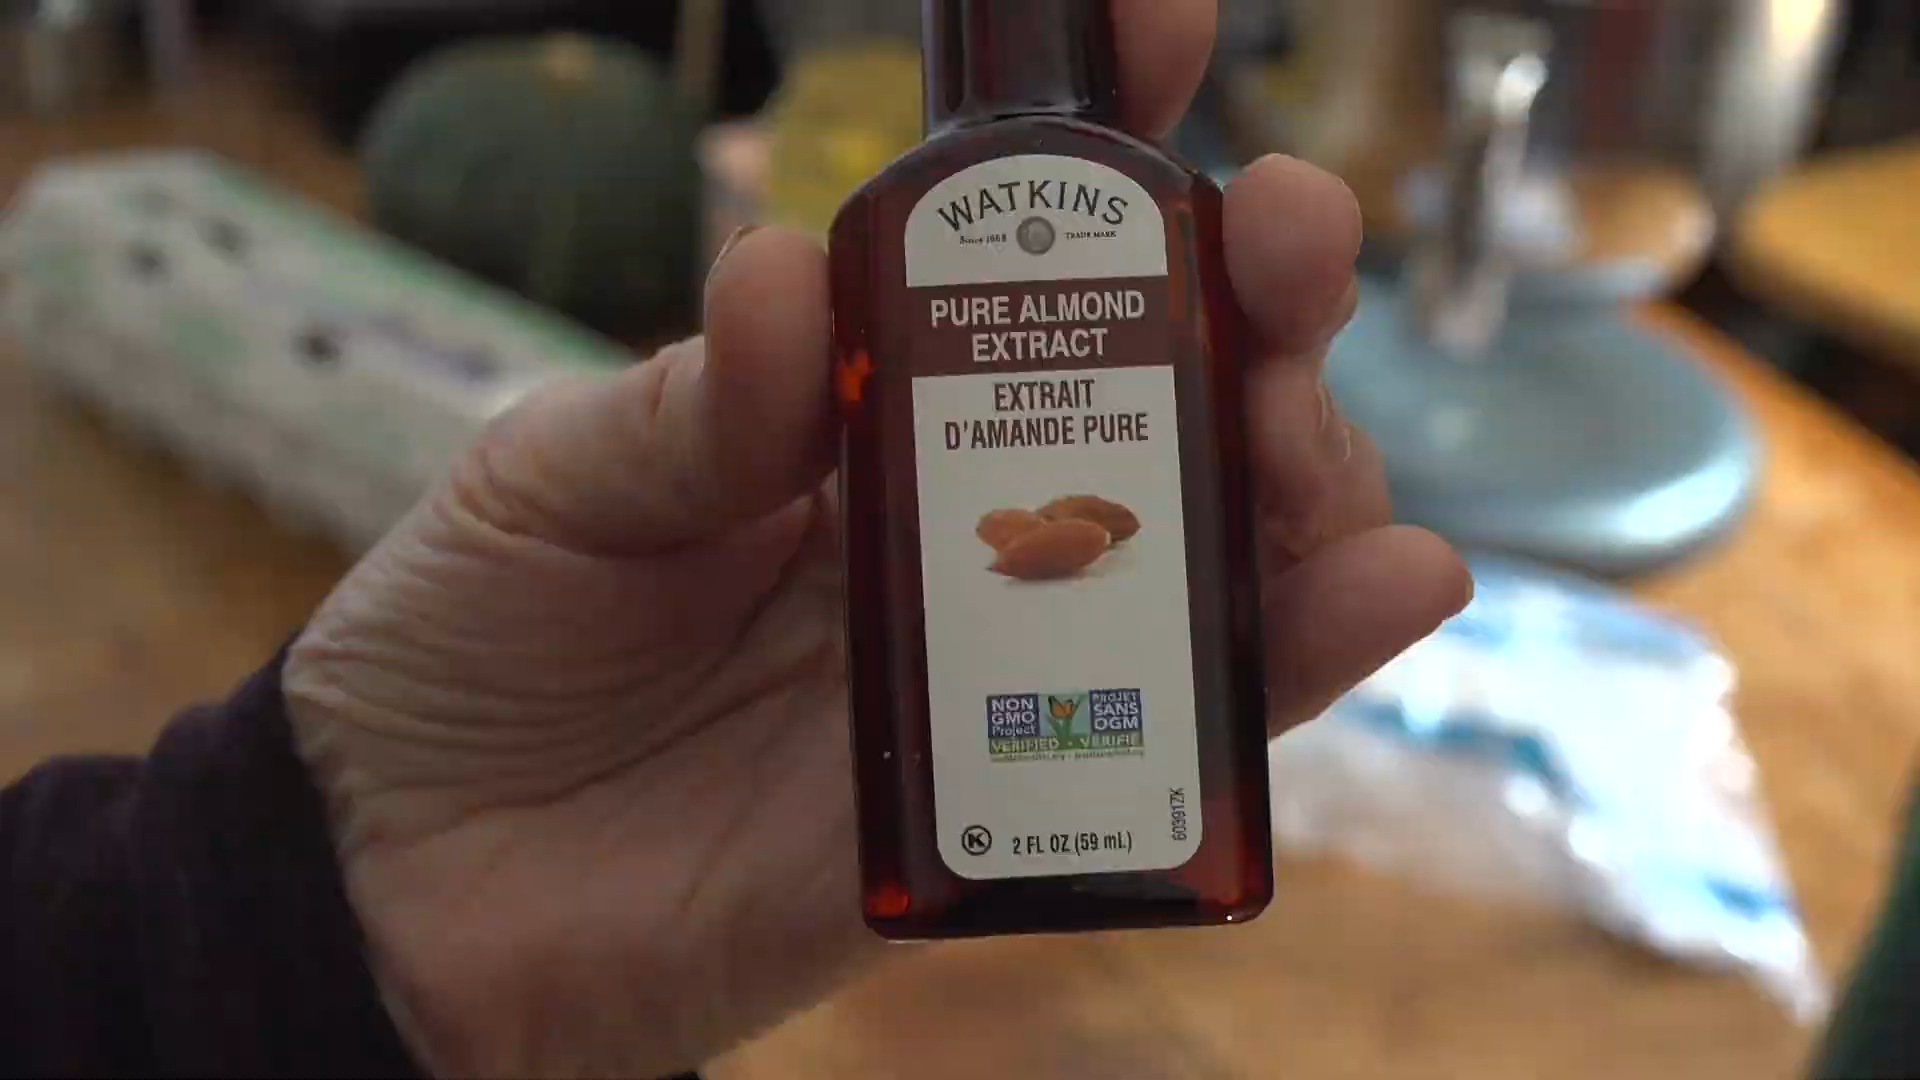 WATKINS
Since 1868 TRADE MARK
PURE ALMOND
EXTRACT
EXTRAIT
D'AMANDE PURE
NON
GMO
Project
VERIFIED
PROJET
SANS
OGM
VÉRIFIÉ
60391ZK
K
2 FL OZ (59 mL)